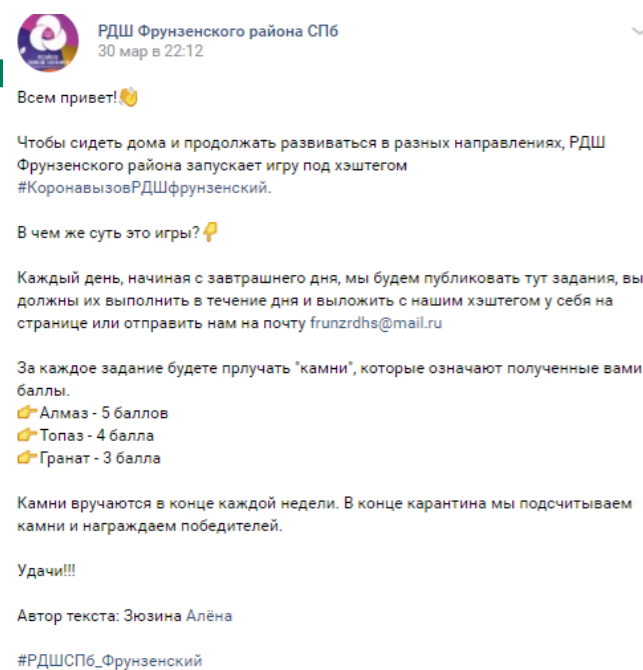 РДШ Фрунзенского района СПб
30 мар в 22:12
Всем привет!👋
Чтобы сидеть дома и продолжать развиваться в разных направлениях, РДШ
Фрунзенского района запускает игру под хэштегом
#КоронавызовРДШфрунзенский.
В чем же суть это игры?👇
Каждый день, начиная с завтрашнего дня, мы будем публиковать тут задания, вы
должны их выполнить в течение дня и выложить с нашим хэштегом у себя на
странице или отправить нам на почту frunzrdhs@mail.ru
За каждое задание будете прлучать "камни", которые означают полученные вами
баллы.
👉Алмаз - 5 баллов
👉Топаз - 4 балла
👉Гранат - 3 балла
Камни вручаются в конце каждой недели. В конце карантина мы подсчитываем
камни и награждаем победителей.
Удачи!!!
Автор текста: Зюзина Алёна
#РДШСПб_Фрунзенский